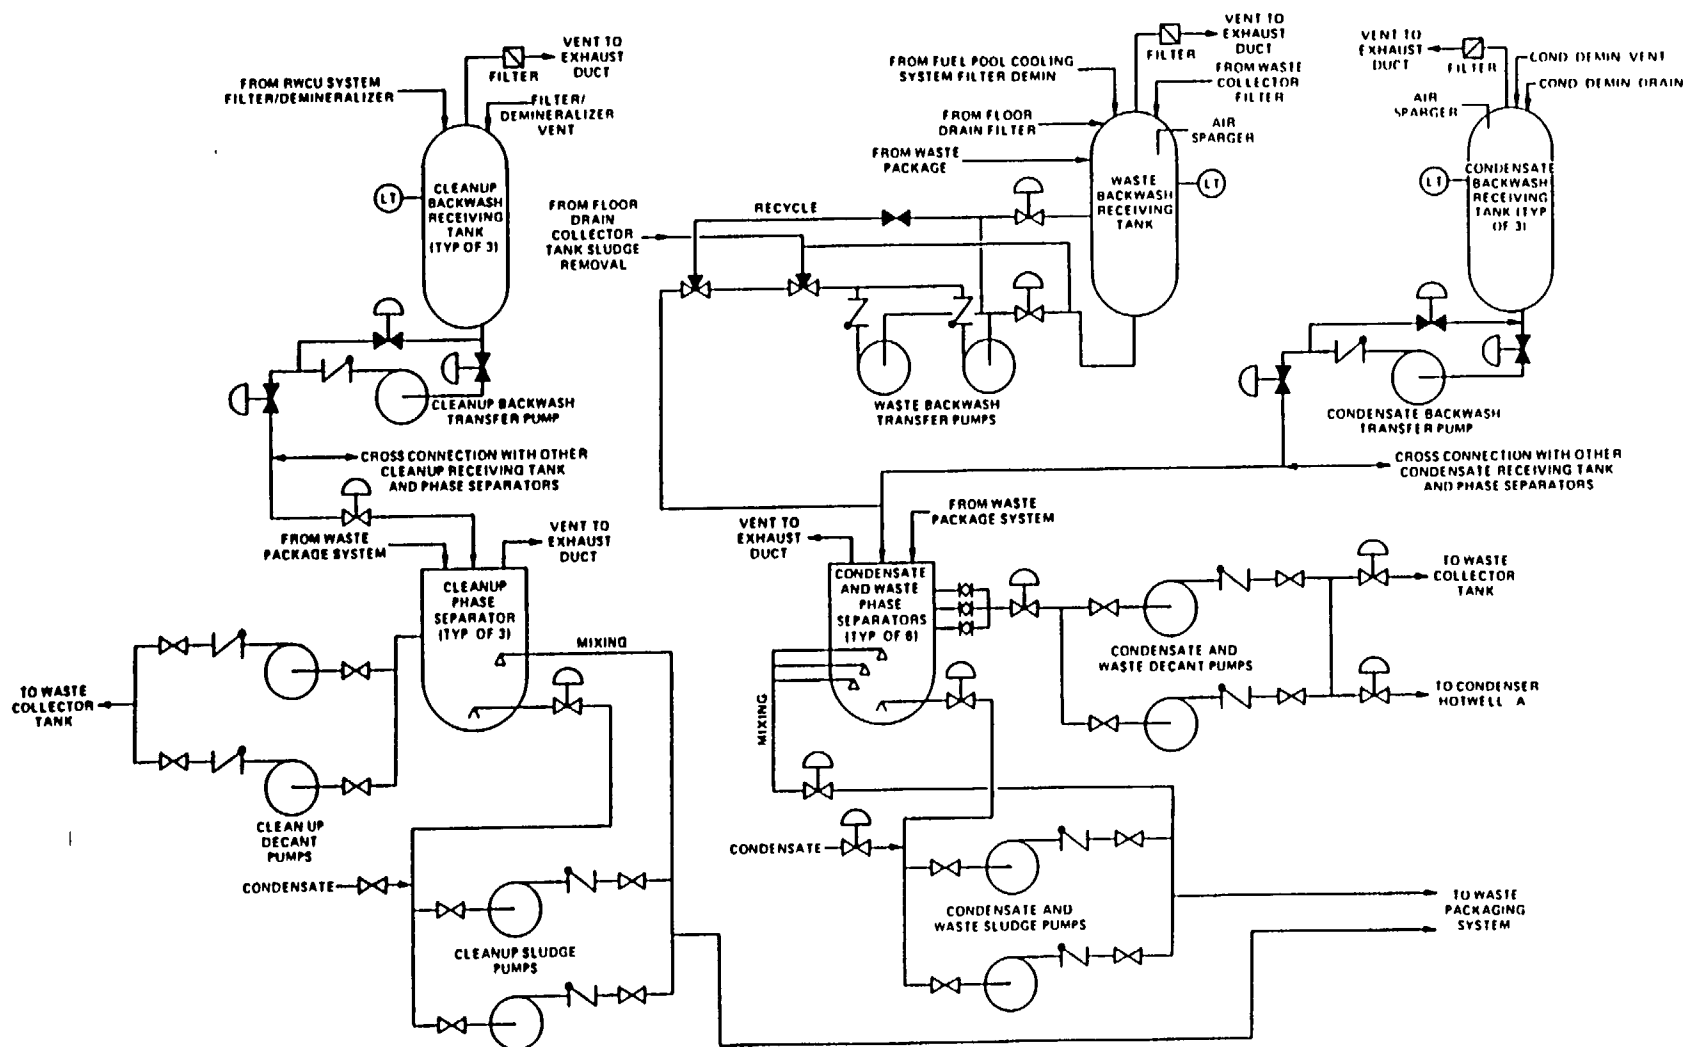 VENT TO
EXHAUST
DUCT
FILTER
FROM RWCU SYSTEM
FILTER/DEMINERALIZER
FILTER/
DEMINERALIZER
VENT
LT
CLEANUP
BACKWASH
RECEIVING
TANK
(TYP OF 3)
CLEANUP BACKWASH
TRANSFER PUMP
CROSS CONNECTION WITH OTHER
CLEANUP RECEIVING TANK
AND PHASE SEPARATORS
FROM WASTE
PACKAGE SYSTEM
VENT TO
EXHAUST
DUCT
CLEANUP
PHASE
SEPARATOR
(TYP OF 3)
MIXING
TO WASTE
COLLECTOR
TANK
CLEAN UP
DECANT
PUMPS
CONDENSATE
CLEANUP SLUDGE
PUMPS
VENT TO
EXHAUST
DUCT
FILTER
FROM FUEL POOL COOLING
SYSTEM FILTER DEMIN
FROM WASTE
COLLECTOR
FILTER
FROM FLOOR
DRAIN FILTER
AIR
SPARGER
FROM WASTE
PACKAGE
WASTE
BACKWASH
RECEIVING
TANK
LT
RECYCLE
FROM FLOOR
DRAIN
COLLECTOR
TANK SLUDGE
REMOVAL
WASTE BACKWASH
TRANSFER PUMPS
VENT TO
EXHAUST
DUCT
FILTER
COND DEMIN VENT
COND DEMIN DRAIN
AIR
SPARGER
LT
CONDENSATE
BACKWASH
RECEIVING
TANK (TYP
OF 3)
CONDENSATE BACKWASH
TRANSFER PUMP
CROSS CONNECTION WITH OTHER
CONDENSATE RECEIVING TANK
AND PHASE SEPARATORS
VENT TO
EXHAUST
DUCT
FROM WASTE
PACKAGE SYSTEM
CONDENSATE
AND WASTE
PHASE
SEPARATORS
(TYP OF 6)
MIXING
CONDENSATE AND
WASTE DECANT PUMPS
TO WASTE
COLLECTOR
TANK
TO CONDENSER
HOTWELL A
CONDENSATE
CONDENSATE AND
WASTE SLUDGE PUMPS
TO WASTE
PACKAGING
SYSTEM